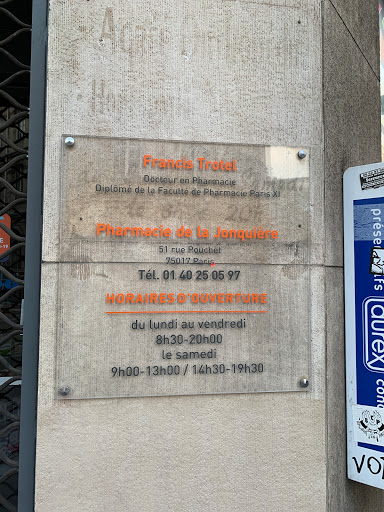 Francis Trotel
Docteur en Pharmacie
Diplômé de la Faculté de Pharmacie Paris XI
Pharmacie de la Jonquière
51 rue Pouchet
75017 Paris
Tél. 01 40 25 05 97
HORAIRES D'OUVERTURE
du lundi au vendredi
8h30-20h00
le samedi
9h00-13h00 / 14h30-19h30
durex